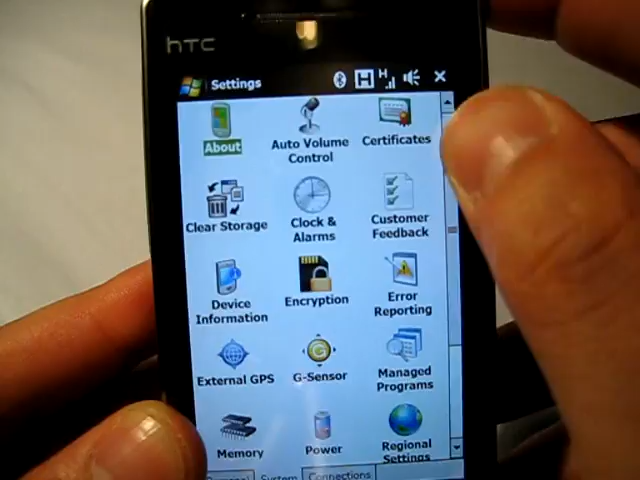 hTC
Settings
H
H
About
Auto Volume
Control
Certificates
Clear Storage
Clock &
Alarms
Customer
Feedback
Device
Information
Encryption
Error
Reporting
External GPS
G-Sensor
Managed
Programs
Memory
Power
Regional
Settings
System
Connections